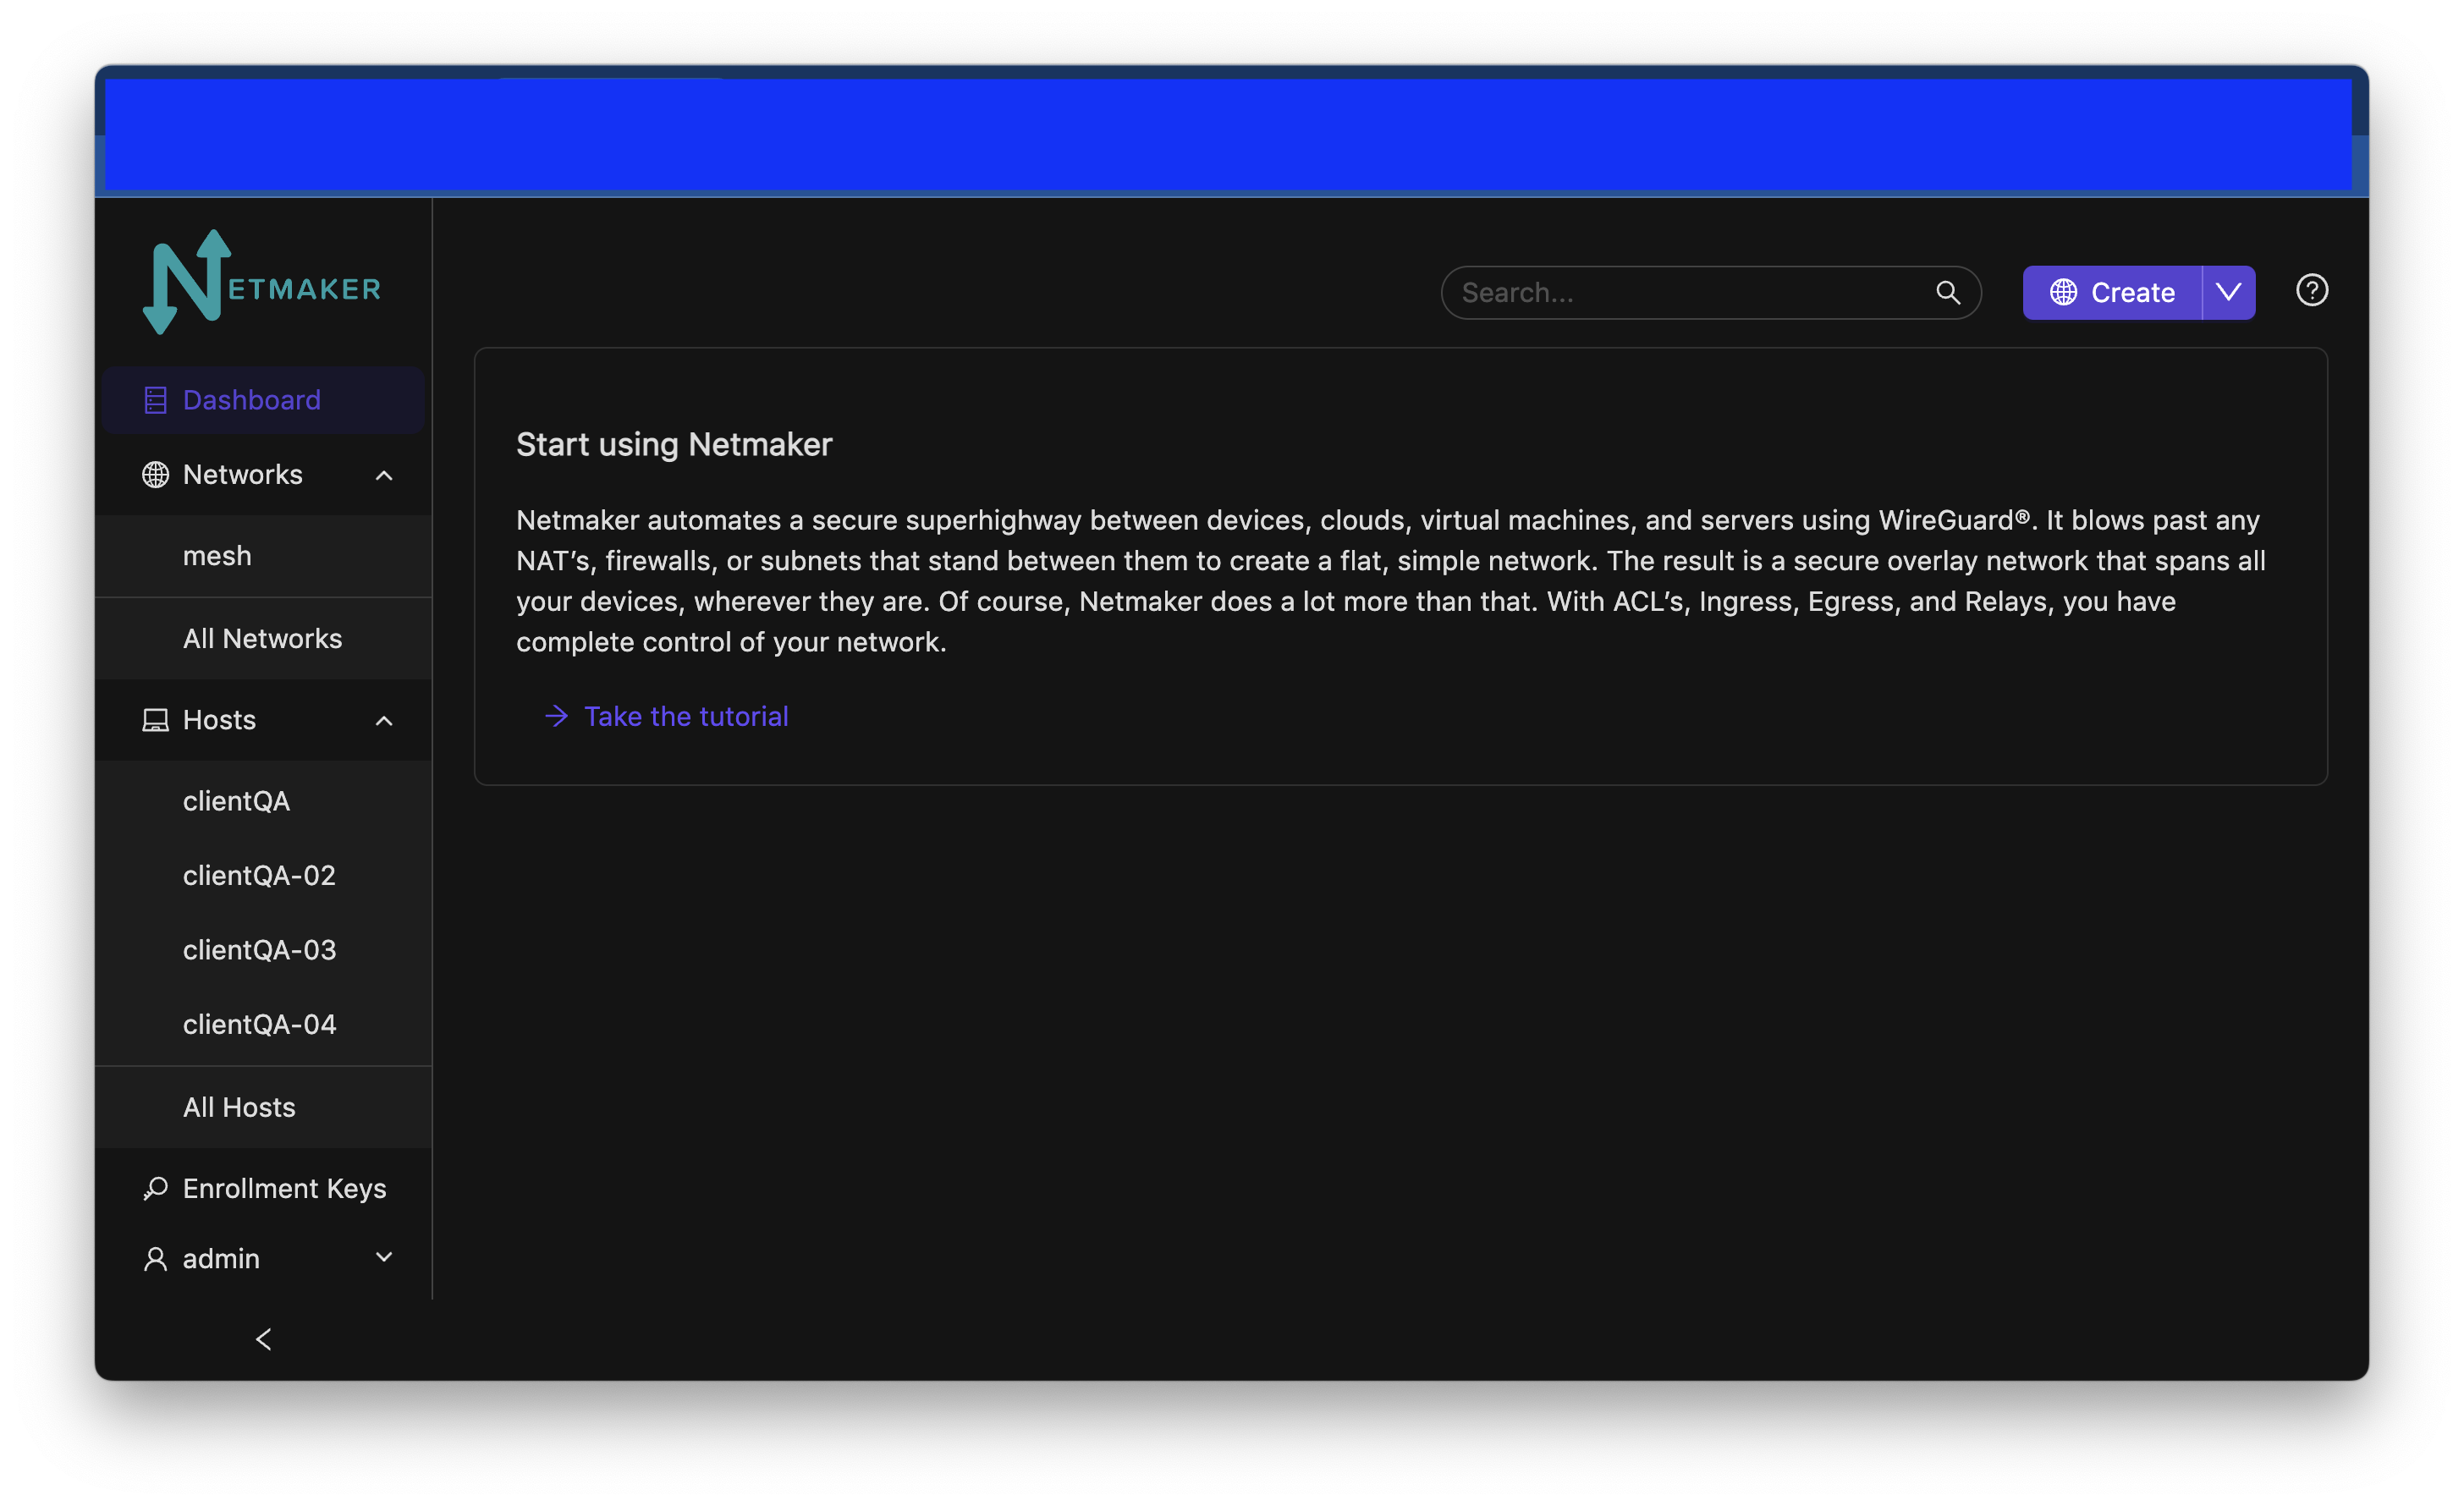 NETMAKER
Search...
Create
Dashboard
Networks
mesh
All Networks
Hosts
clientQA
clientQA-02
clientQA-03
clientQA-04
All Hosts
Enrollment Keys
admin
Start using Netmaker
Netmaker automates a secure superhighway between devices, clouds, virtual machines, and servers using WireGuard®. It blows past any
NAT’s, firewalls, or subnets that stand between them to create a flat, simple network. The result is a secure overlay network that spans all
your devices, wherever they are. Of course, Netmaker does a lot more than that. With ACL’s, Ingress, Egress, and Relays, you have
complete control of your network.
Take the tutorial